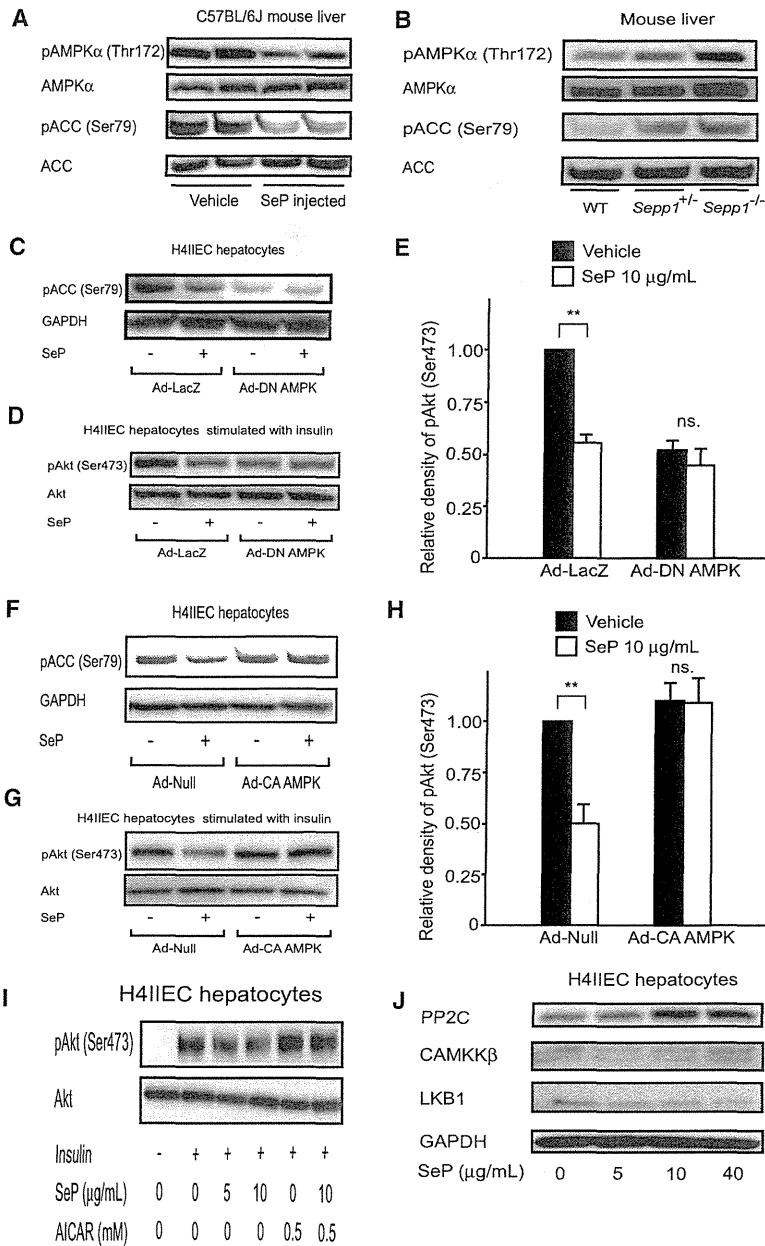 A
C57BL/6J mouse liver
pAMPKα (Thr172)
AMPKα
pACC (Ser79)
ACC
Vehicle SeP injected
B
Mouse liver
pAMPKα (Thr172)
AMPKα
pACC (Ser79)
ACC
WT Sepp1+/- Sepp1-/-
C
H4IIEC hepatocytes
pACC (Ser79)
GAPDH
SeP - + - +
Ad-LacZ Ad-DN AMPK
D
H4IIEC hepatocytes stimulated with insulin
pAkt (Ser473)
Akt
SeP - + - +
Ad-LacZ Ad-DN AMPK
E
Vehicle
SeP 10 μg/mL
Relative density of pAkt (Ser473)
1.00
0.75
0.50
0.25
0
**
ns.
Ad-LacZ Ad-DN AMPK
F
H4IIEC hepatocytes
pACC (Ser79)
GAPDH
SeP - + - +
Ad-Null Ad-CA AMPK
G
H4IIEC hepatocytes stimulated with insulin
pAkt (Ser473)
Akt
SeP - + - +
Ad-Null Ad-CA AMPK
H
Vehicle
SeP 10 μg/mL
Relative density of pAkt (Ser473)
1.00
0.75
0.50
0.25
0
**
ns.
Ad-Null Ad-CA AMPK
I
H4IIEC hepatocytes
pAkt (Ser473)
Akt
Insulin - + + + + +
SeP (μg/mL) 0 0 5 10 0 10
AICAR (mM) 0 0 0 0 0.5 0.5
J
H4IIEC hepatocytes
PP2C
CAMKKβ
LKB1
GAPDH
SeP (μg/mL) 0 5 10 40